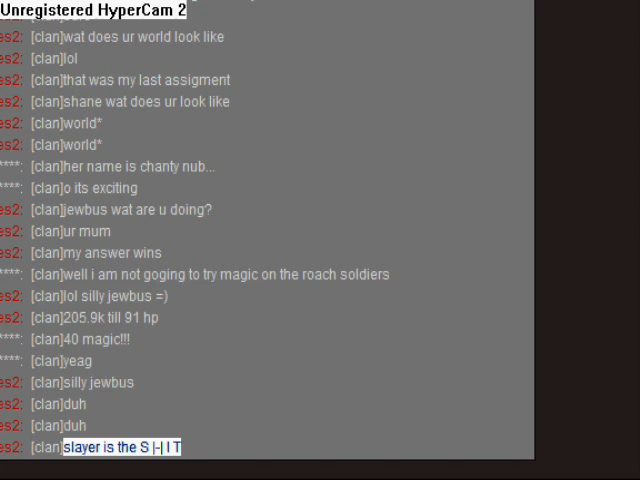 Unregistered HyperCam 2
es2: [clan]wat does ur world look like
es2: [clan]lol
es2: [clan]that was my last assigment
es2: [clan]shane wat does ur look like
es2: [clan]world*
es2: [clan]world*
****: [clan]her name is chanty nub...
****: [clan]o its exciting
es2: [clan]jewbus wat are u doing?
es2: [clan]ur mum
es2: [clan]my answer wins
****: [clan]well i am not goging to try magic on the roach soldiers
es2: [clan]lol silly jewbus =)
es2: [clan]205.9k till 91 hp
****: [clan]40 magic!!!
****: [clan]yeag
es2: [clan]silly jewbus
es2: [clan]duh
es2: [clan]duh
es2: [clan]slayer is the S |-| I T